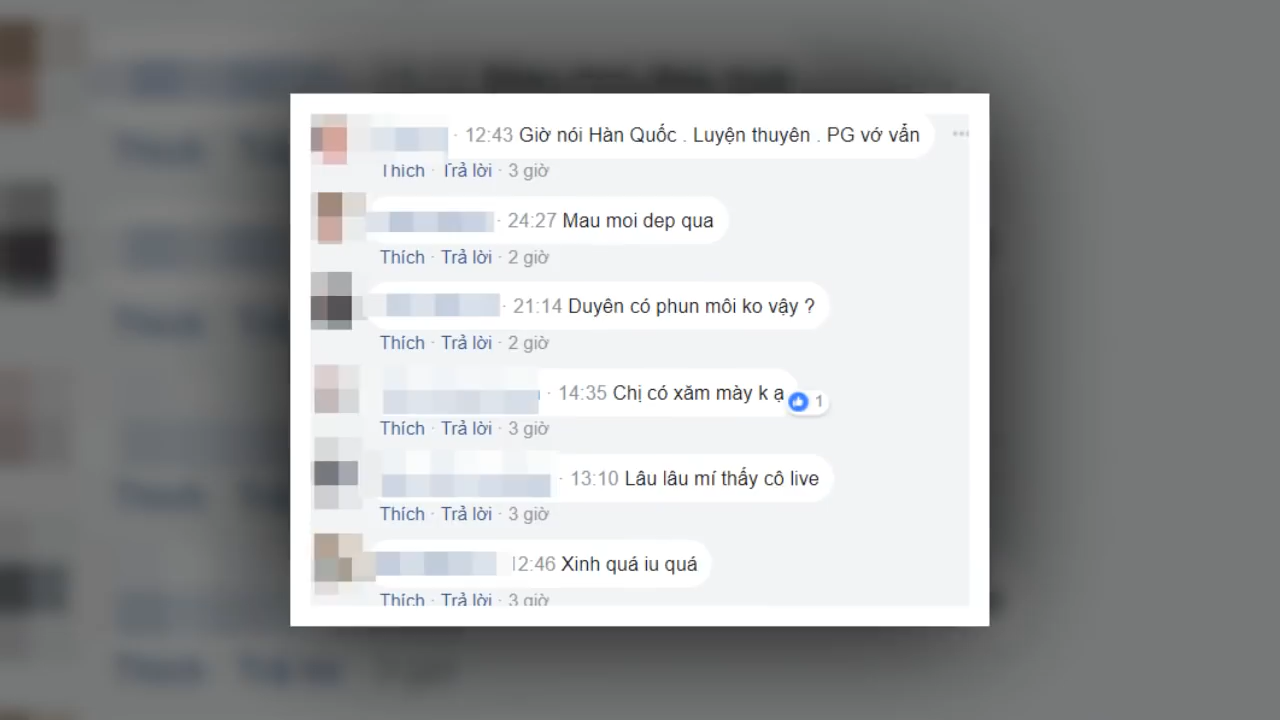 · 12:43 Giờ nói Hàn Quốc . Luyện thuyên . PG vớ vẩn
Thích · Trả lời · 3 giờ
· 24:27 Mau moi dep qua
Thích · Trả lời · 2 giờ
· 21:14 Duyên có phun môi ko vậy ?
Thích · Trả lời · 2 giờ
· 14:35 Chị có xăm mày k ạ 1
Thích · Trả lời · 3 giờ
· 13:10 Lâu lâu mí thấy cô live
Thích · Trả lời · 3 giờ
12:46 Xinh quá iu quá
Thích · Trả lời · 3 giờ